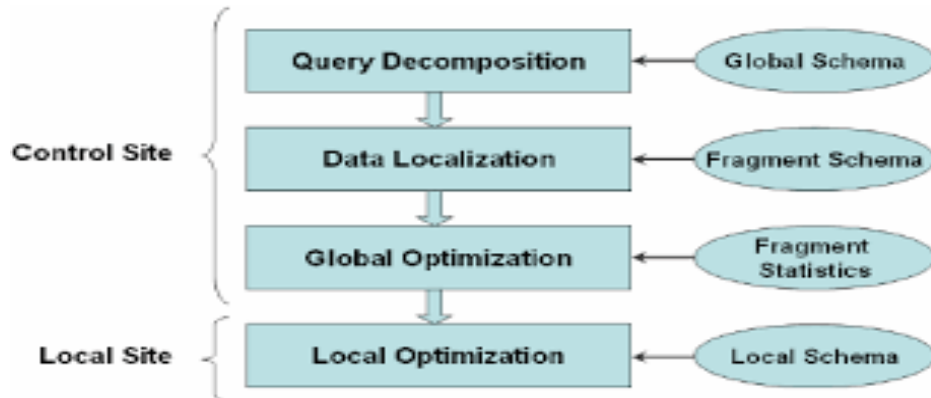 Query Decomposition
Global Schema
Control Site
Data Localization
Fragment Schema
Global Optimization
Fragment
Statistics
Local Site
Local Optimization
Local Schema